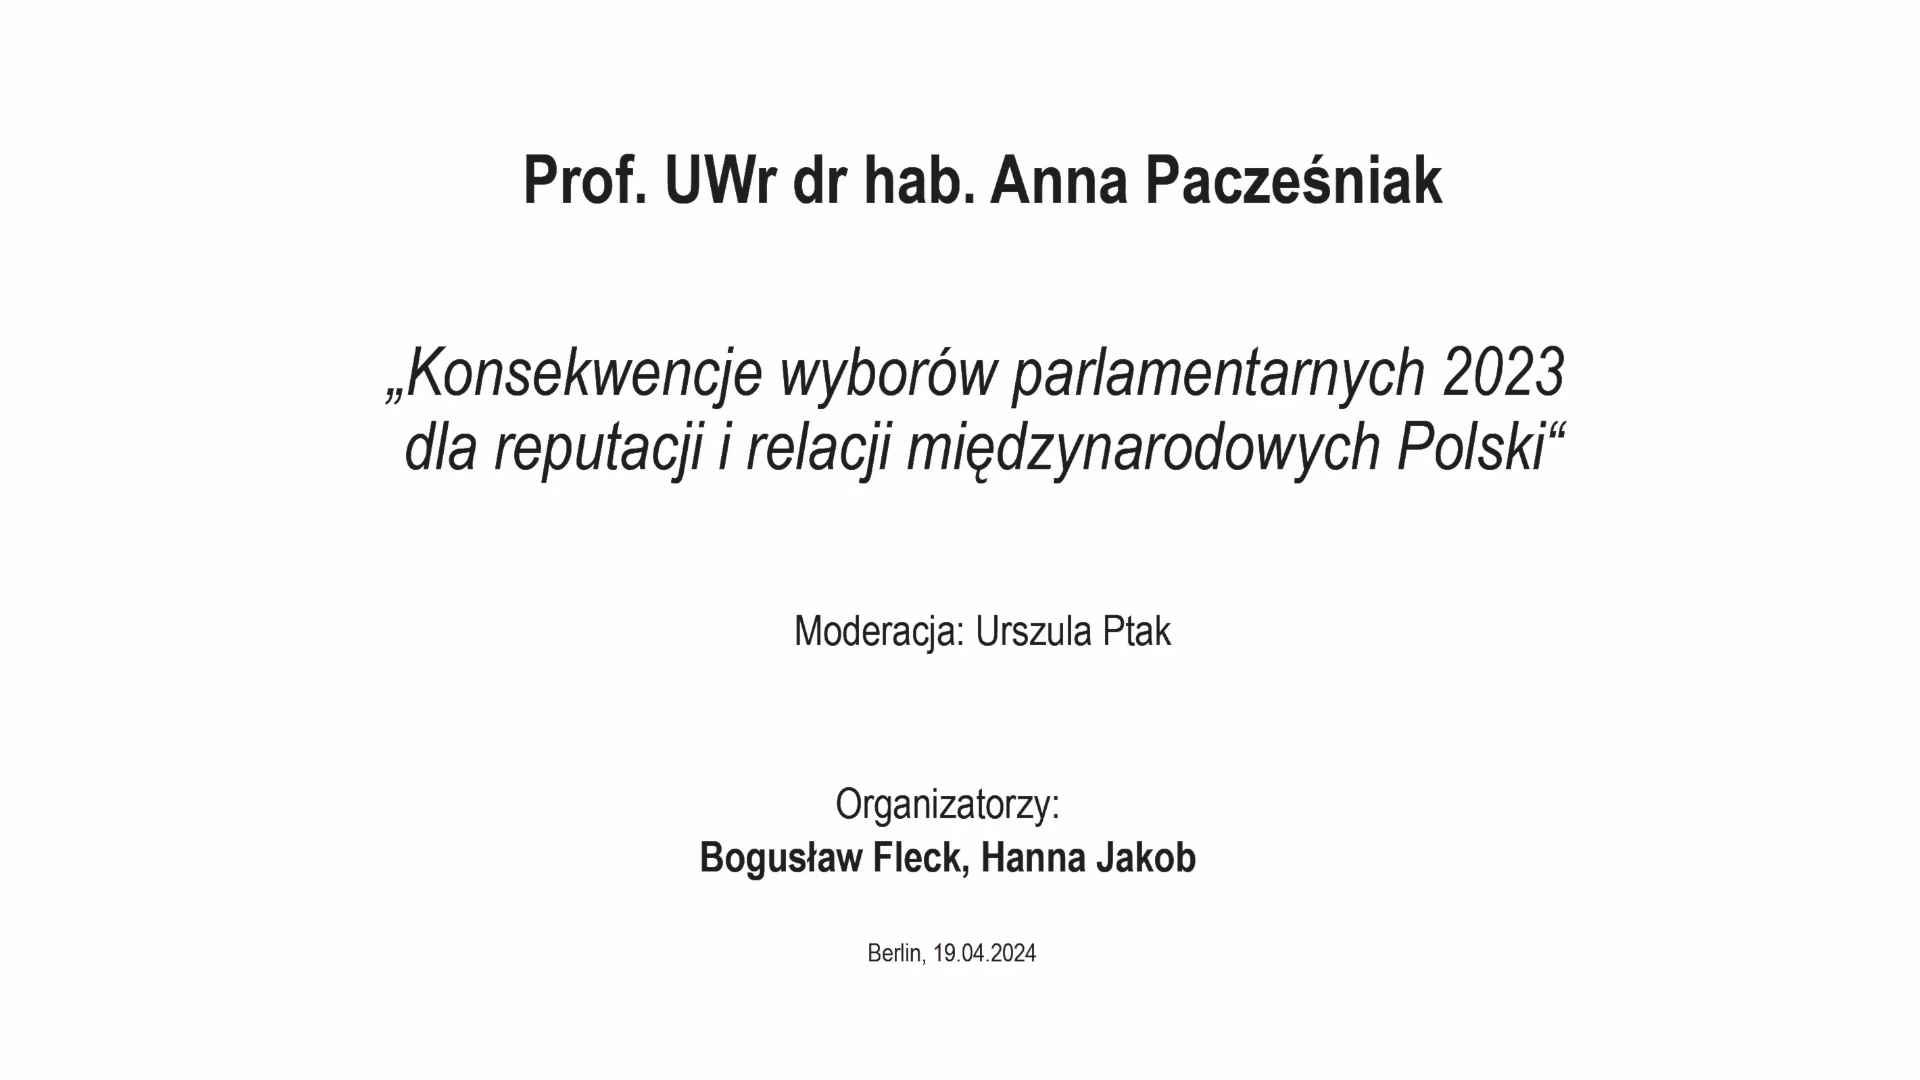 Prof. UWr dr hab. Anna Pacześniak
„Konsekwencje wyborów parlamentarnych 2023
dla reputacji i relacji międzynarodowych Polski“
Moderacja: Urszula Ptak
Organizatorzy:
Bogusław Fleck, Hanna Jakob
Berlin, 19.04.2024